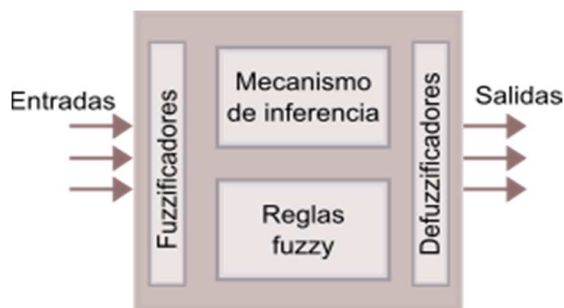 Entradas
Fuzzificadores
Mecanismo
de inferencia
Reglas
fuzzy
Defuzzificadores
Salidas